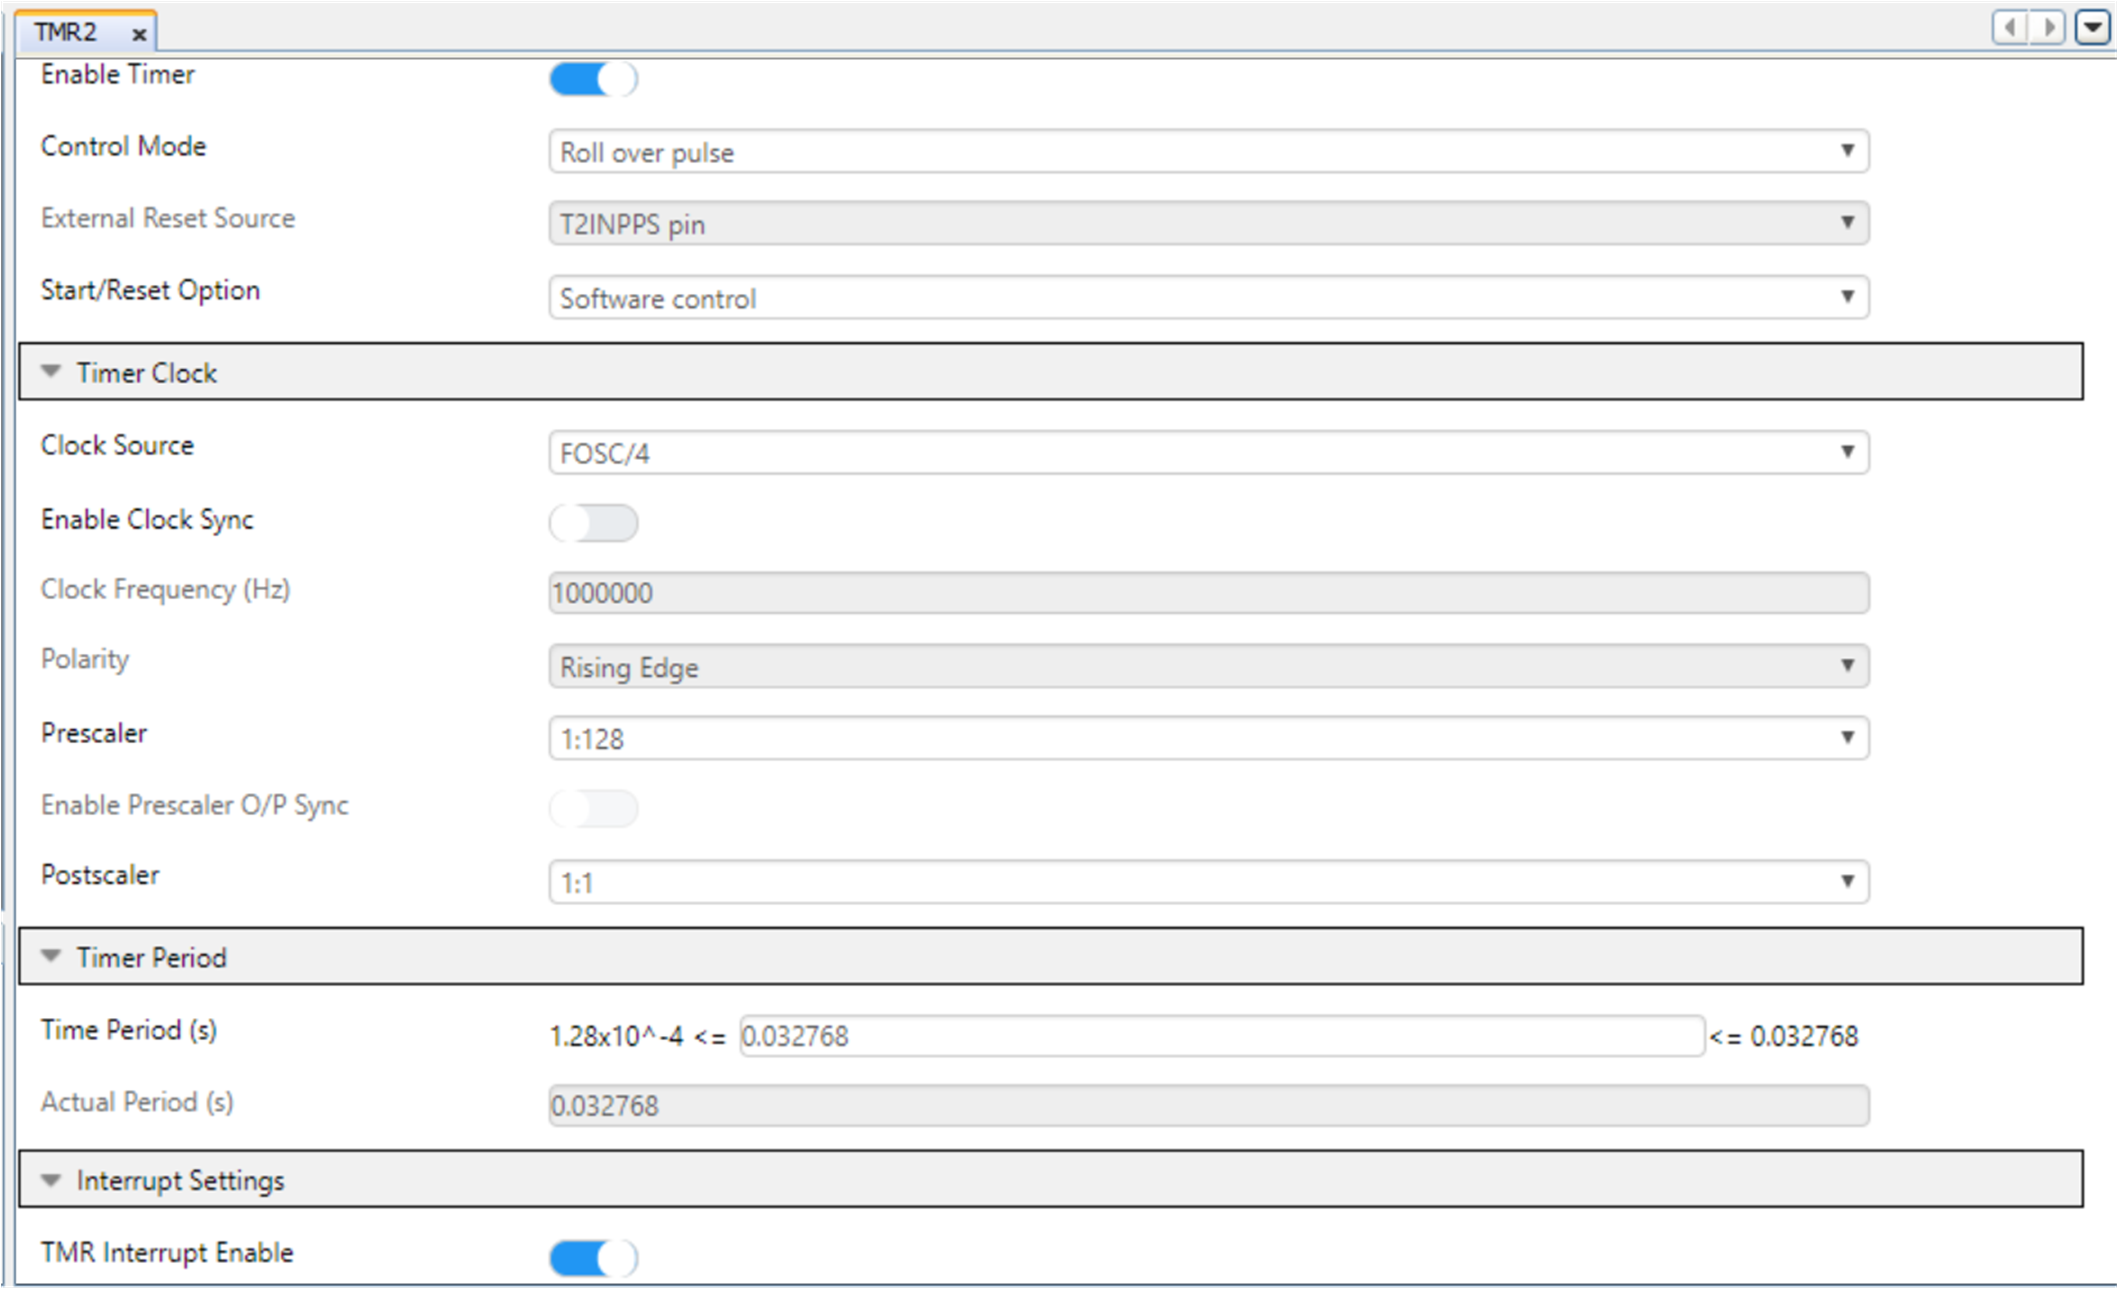 TMR2 x
Enable Timer
Control Mode Roll over pulse
External Reset Source T2INPPS pin
Start/Reset Option Software control
Timer Clock
Clock Source FOSC/4
Enable Clock Sync
Clock Frequency (Hz) 1000000
Polarity Rising Edge
Prescaler 1:128
Enable Prescaler O/P Sync
Postscaler 1:1
Timer Period
Time Period (s) 1.28x10^-4 <= 0.032768 <= 0.032768
Actual Period (s) 0.032768
Interrupt Settings
TMR Interrupt Enable